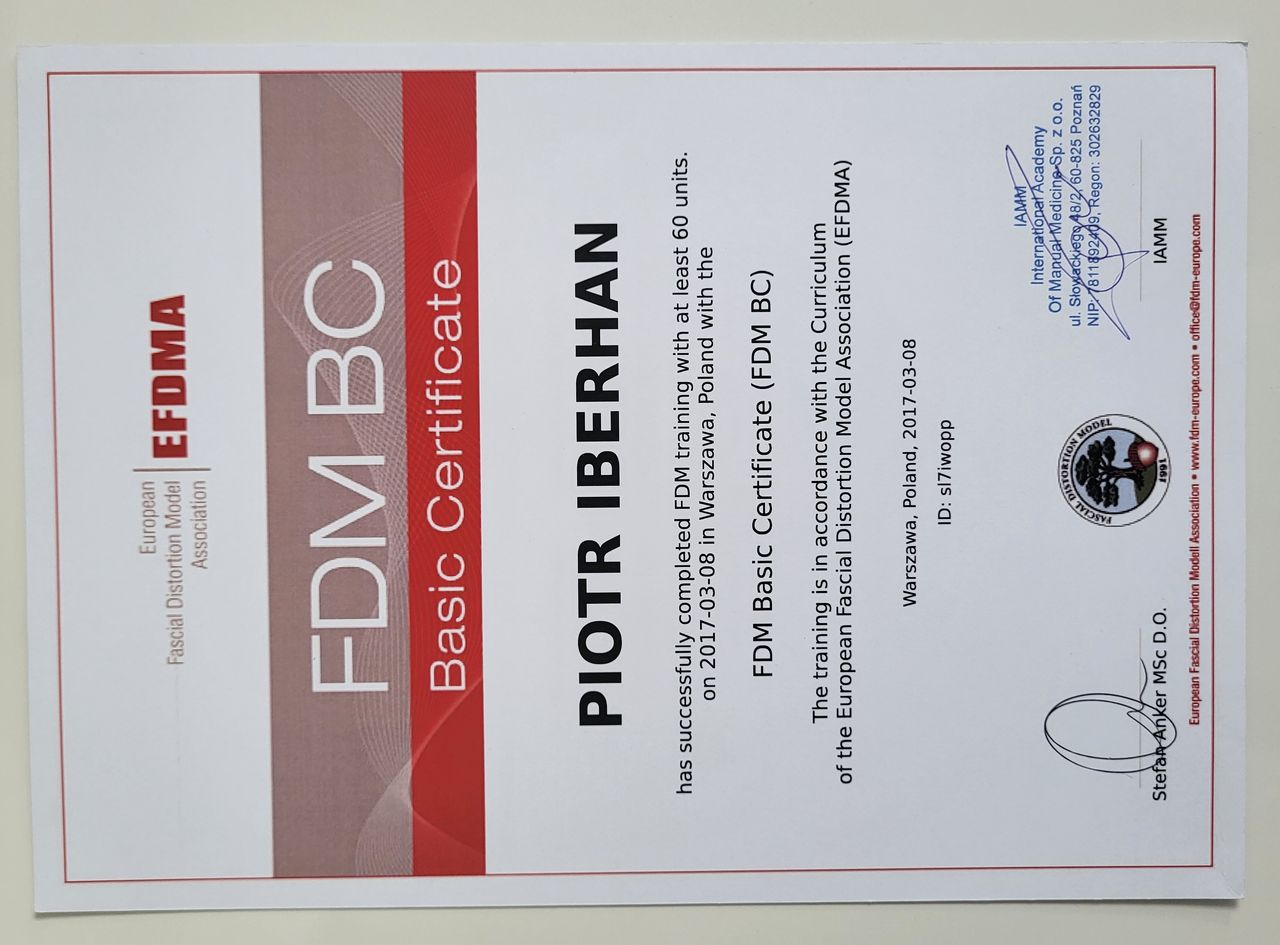 European
Fascial Distortion Model
Association
EFDMA
FDM BC
Basic Certificate
PIOTR IBERHAN
has successfully completed FDM training with at least 60 units.
on 2017-03-08 in Warszawa, Poland with the
FDM Basic Certificate (FDM BC)
The training is in accordance with the Curriculum
of the European Fascial Distortion Model Association (EFDMA)
Warszawa, Poland, 2017-03-08
ID: sl7iwopp
IAMM
International Academy
Of Manual Medicine Sp. z o.o.
ul. Słowackiego 48/2, 60-825 Poznań
NIP: 7811892409, Regon: 302632829
FASCIAL DISTORTION MODEL
1991
Stefan Anker MSc D.O.
IAMM
European Fascial Distortion Modell Association • www.fdm-europe.com • office@fdm-europe.com